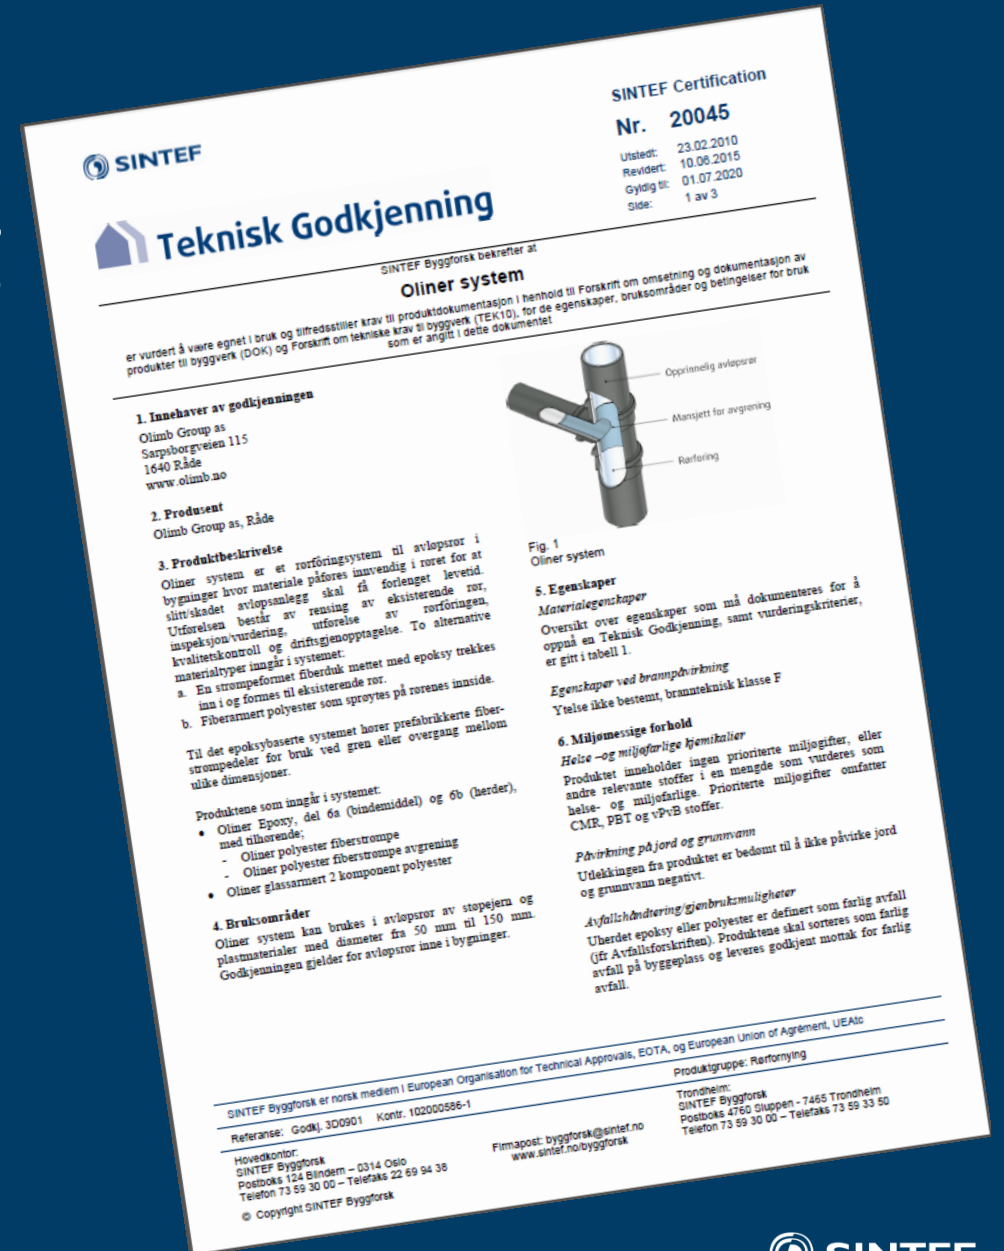 SINTEF
SINTEF Certification
Nr. 20045
Utstedt: 23.02.2010
Revidert: 10.06.2015
Gyldig til: 01.07.2020
Side: 1 av 3
Teknisk Godkjenning
SINTEF Byggforsk bekrefter at
Oliner system
er vurdert å være egnet i bruk og tilfredsstiller krav til produktdokumentasjon i henhold til Forskrift om omsetning og dokumentasjon av
produkter til byggverk (DOK) og Forskrift om tekniske krav til byggverk (TEK10), for de egenskaper, bruksområder og betingelser for bruk
som er angitt i dette dokumentet
1. Innehaver av godkjenningen
Olimb Group as
Sarpsborgveien 115
1640 Råde
www.olimb.no
2. Produsent
Olimb Group as, Råde
3. Produktbeskrivelse
Oliner system er et rørfôringsystem til avløpsrør i
bygninger hvor materiale påføres innvendig i røret for at
slitt/skadet avløpsanlegg skal få forlenget levetid.
Utførelsen består av rensing av eksisterende rør,
inspeksjon/vurdering, utførelse av rørfôringen,
kvalitetskontroll og driftsgjenopptagelse. To alternative
materialtyper inngår i systemet:
a. En strømpeformet fiberduk mettet med epoksy trekkes
inn i og formes til eksisterende rør.
b. Fiberarmert polyester som sprøytes på rørenes innside.
Til det epoksybaserte systemet hører prefabrikkerte fiber-
strømpedeler for bruk ved gren eller overgang mellom
ulike dimensjoner.
Produktene som inngår i systemet:
• Oliner Epoxy, del 6a (bindemiddel) og 6b (herder),
med tilhørende;
- Oliner polyester fiberstrømpe
- Oliner polyester fiberstrømpe avgrening
• Oliner glassarmert 2 komponent polyester
4. Bruksområder
Oliner system kan brukes i avløpsrør av støpejern og
plastmaterialer med diameter fra 50 mm til 150 mm.
Godkjenningen gjelder for avløpsrør inne i bygninger.
Opprinnelig avløpsrør
Mansjett for avgrening
Rørforing
Fig. 1
Oliner system
5. Egenskaper
Materialegenskaper
Oversikt over egenskaper som må dokumenteres for å
oppnå en Teknisk Godkjenning, samt vurderingskriterier,
er gitt i tabell 1.
Egenskaper ved brannpåvirkning
Ytelse ikke bestemt, brannteknisk klasse F
6. Miljømessige forhold
Helse –og miljøfarlige kjemikalier
Produktet inneholder ingen prioriterte miljøgifter, eller
andre relevante stoffer i en mengde som vurderes som
helse- og miljøfarlige. Prioriterte miljøgifter omfatter
CMR, PBT og vPvB stoffer.
Påvirkning på jord og grunnvann
Utlekkingen fra produktet er bedømt til å ikke påvirke jord
og grunnvann negativt.
Avfallshåndtering/gjenbruksmuligheter
Uherdet epoksy eller polyester er definert som farlig avfall
(jfr Avfallsforskriften). Produktene skal sorteres som farlig
avfall på byggeplass og leveres godkjent mottak for farlig
avfall.
SINTEF Byggforsk er norsk medlem i European Organisation for Technical Approvals, EOTA, og European Union of Agrément, UEAtc
Referanse: Godkj. 3D0901 Kontr. 102000586-1
Produktgruppe: Rørfornying
Hovedkontor:
SINTEF Byggforsk
Postboks 124 Blindern – 0314 Oslo
Telefon 73 59 30 00 – Telefaks 22 69 94 38
© Copyright SINTEF Byggforsk
Firmapost: byggforsk@sintef.no
www.sintef.no/byggforsk
Trondheim:
SINTEF Byggforsk
Postboks 4760 Sluppen - 7465 Trondheim
Telefon 73 59 30 00 – Telefaks 73 59 33 50
SINTEF